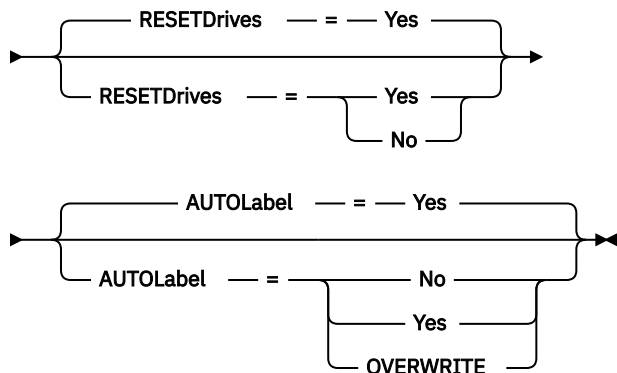 RESETDrives = Yes
RESETDrives = Yes
No
AUTOLabel = Yes
AUTOLabel = No
Yes
OVERWRITE